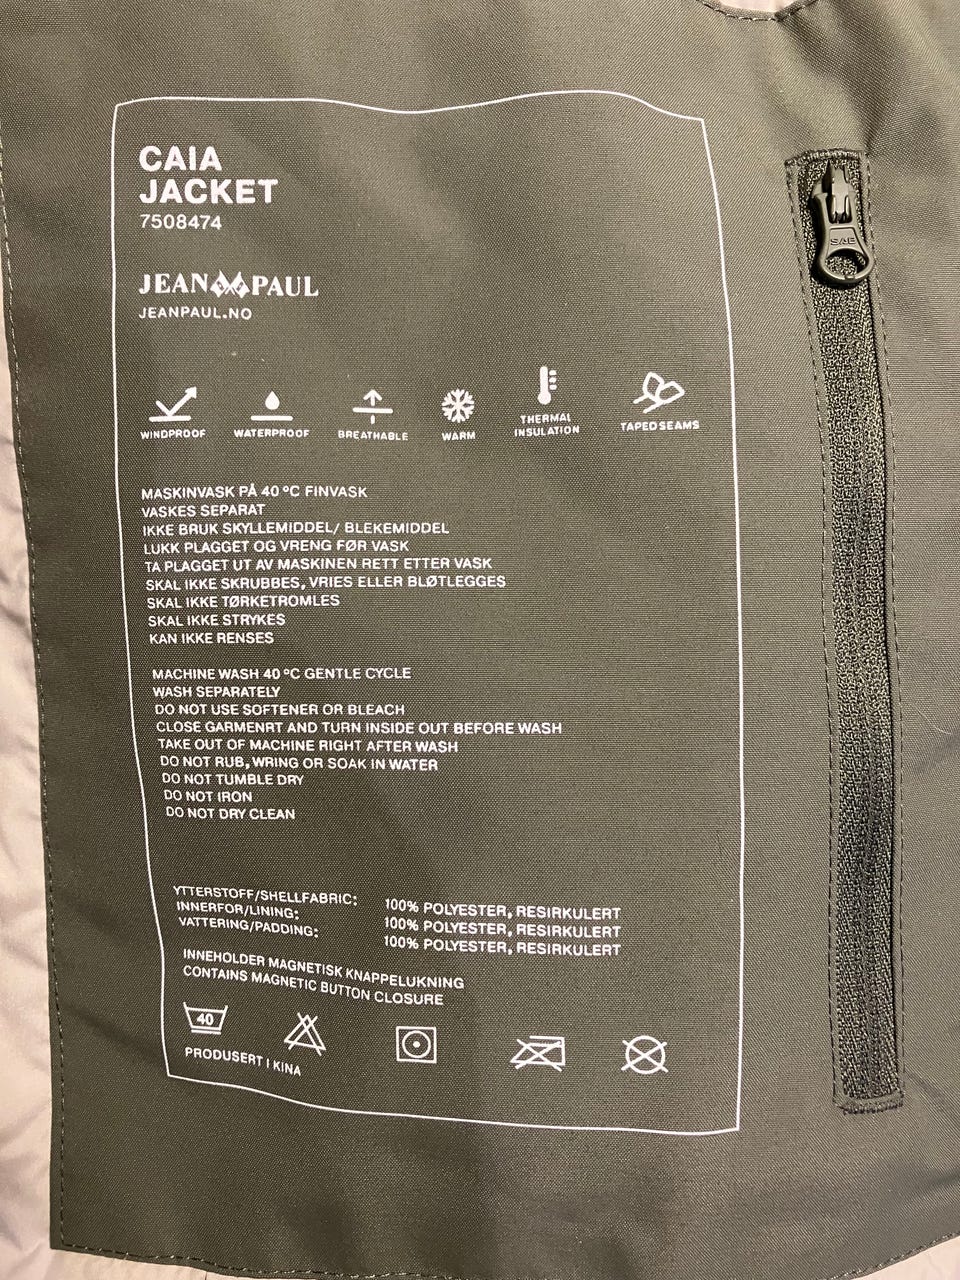 CAIA
JACKET
7508474
JEAN PAUL
JEANPAUL.NO
WINDPROOF WATERPROOF BREATHABLE WARM THERMAL INSULATION TAPED SEAMS
MASKINVASK PÅ 40 ºC FINVASK
VASKES SEPARAT
IKKE BRUK SKYLLEMIDDEL/ BLEKEMIDDEL
LUKK PLAGGET OG VRENG FØR VASK
TA PLAGGET UT AV MASKINEN RETT ETTER VASK
SKAL IKKE SKRUBBES, VRIES ELLER BLØTLEGGES
SKAL IKKE TØRKETROMLES
SKAL IKKE STRYKES
KAN IKKE RENSES
MACHINE WASH 40 ºC GENTLE CYCLE
WASH SEPARATELY
DO NOT USE SOFTENER OR BLEACH
CLOSE GARMENRT AND TURN INSIDE OUT BEFORE WASH
TAKE OUT OF MACHINE RIGHT AFTER WASH
DO NOT RUB, WRING OR SOAK IN WATER
DO NOT TUMBLE DRY
DO NOT IRON
DO NOT DRY CLEAN
YTTERSTOFF/SHELLFABRIC: 100% POLYESTER, RESIRKULERT
INNERFOR/LINING: 100% POLYESTER, RESIRKULERT
VATTERING/PADDING: 100% POLYESTER, RESIRKULERT
INNEHOLDER MAGNETISK KNAPPELUKNING
CONTAINS MAGNETIC BUTTON CLOSURE
40
PRODUSERT I KINA
SAB